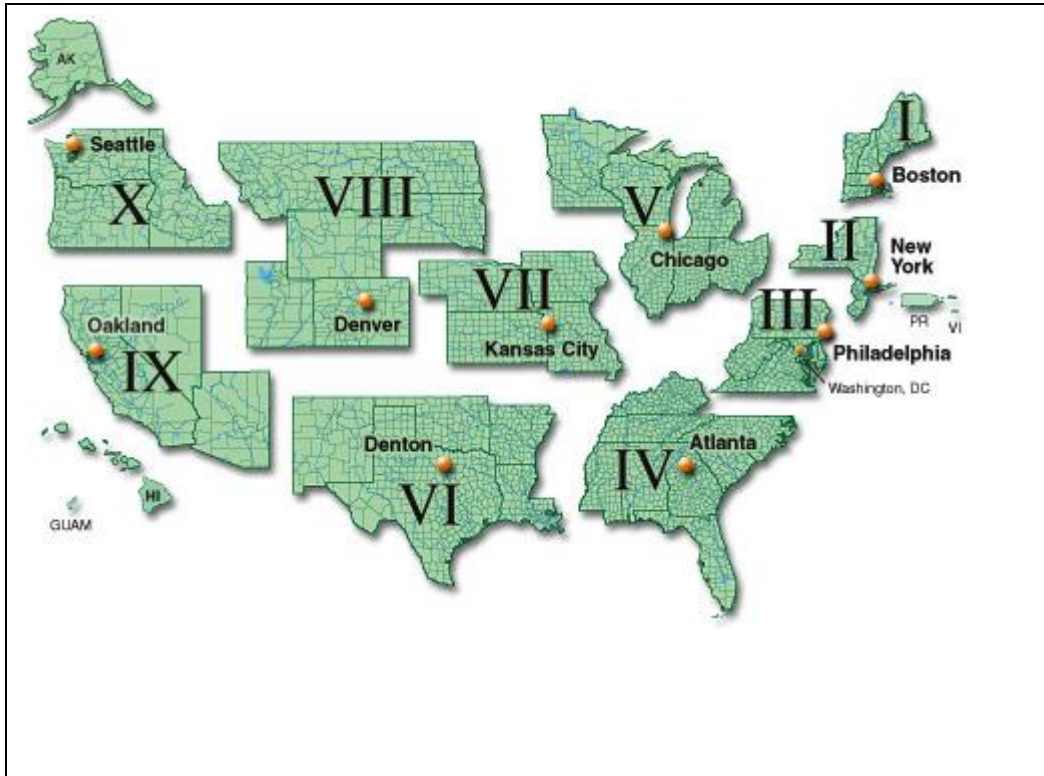 AK
Seattle
X
VIII
V
Chicago
I
Boston
II
New
York
PR
VI
III
Philadelphia
Washington, DC
VII
Kansas City
Denver
Oakland
IX
HI
GUAM
Denton
VI
Atlanta
IV